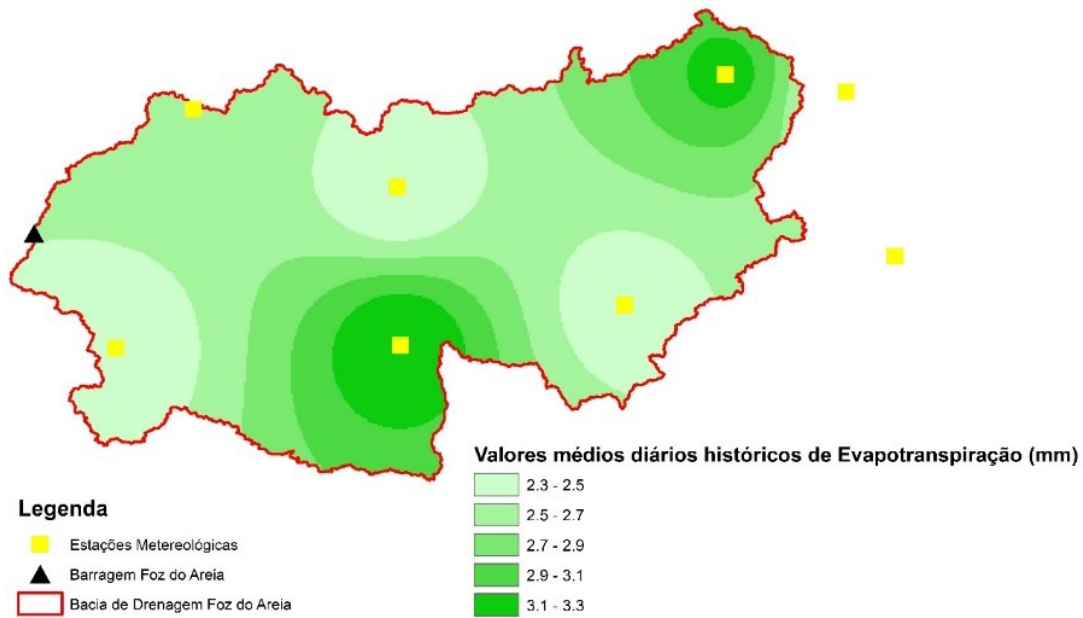 Valores médios diários históricos de Evapotranspiração (mm)
2.3 - 2.5
2.5 - 2.7
2.7 - 2.9
2.9 - 3.1
3.1 - 3.3
Legenda
Estações Metereológicas
Barragem Foz do Areia
Bacia de Drenagem Foz do Areia